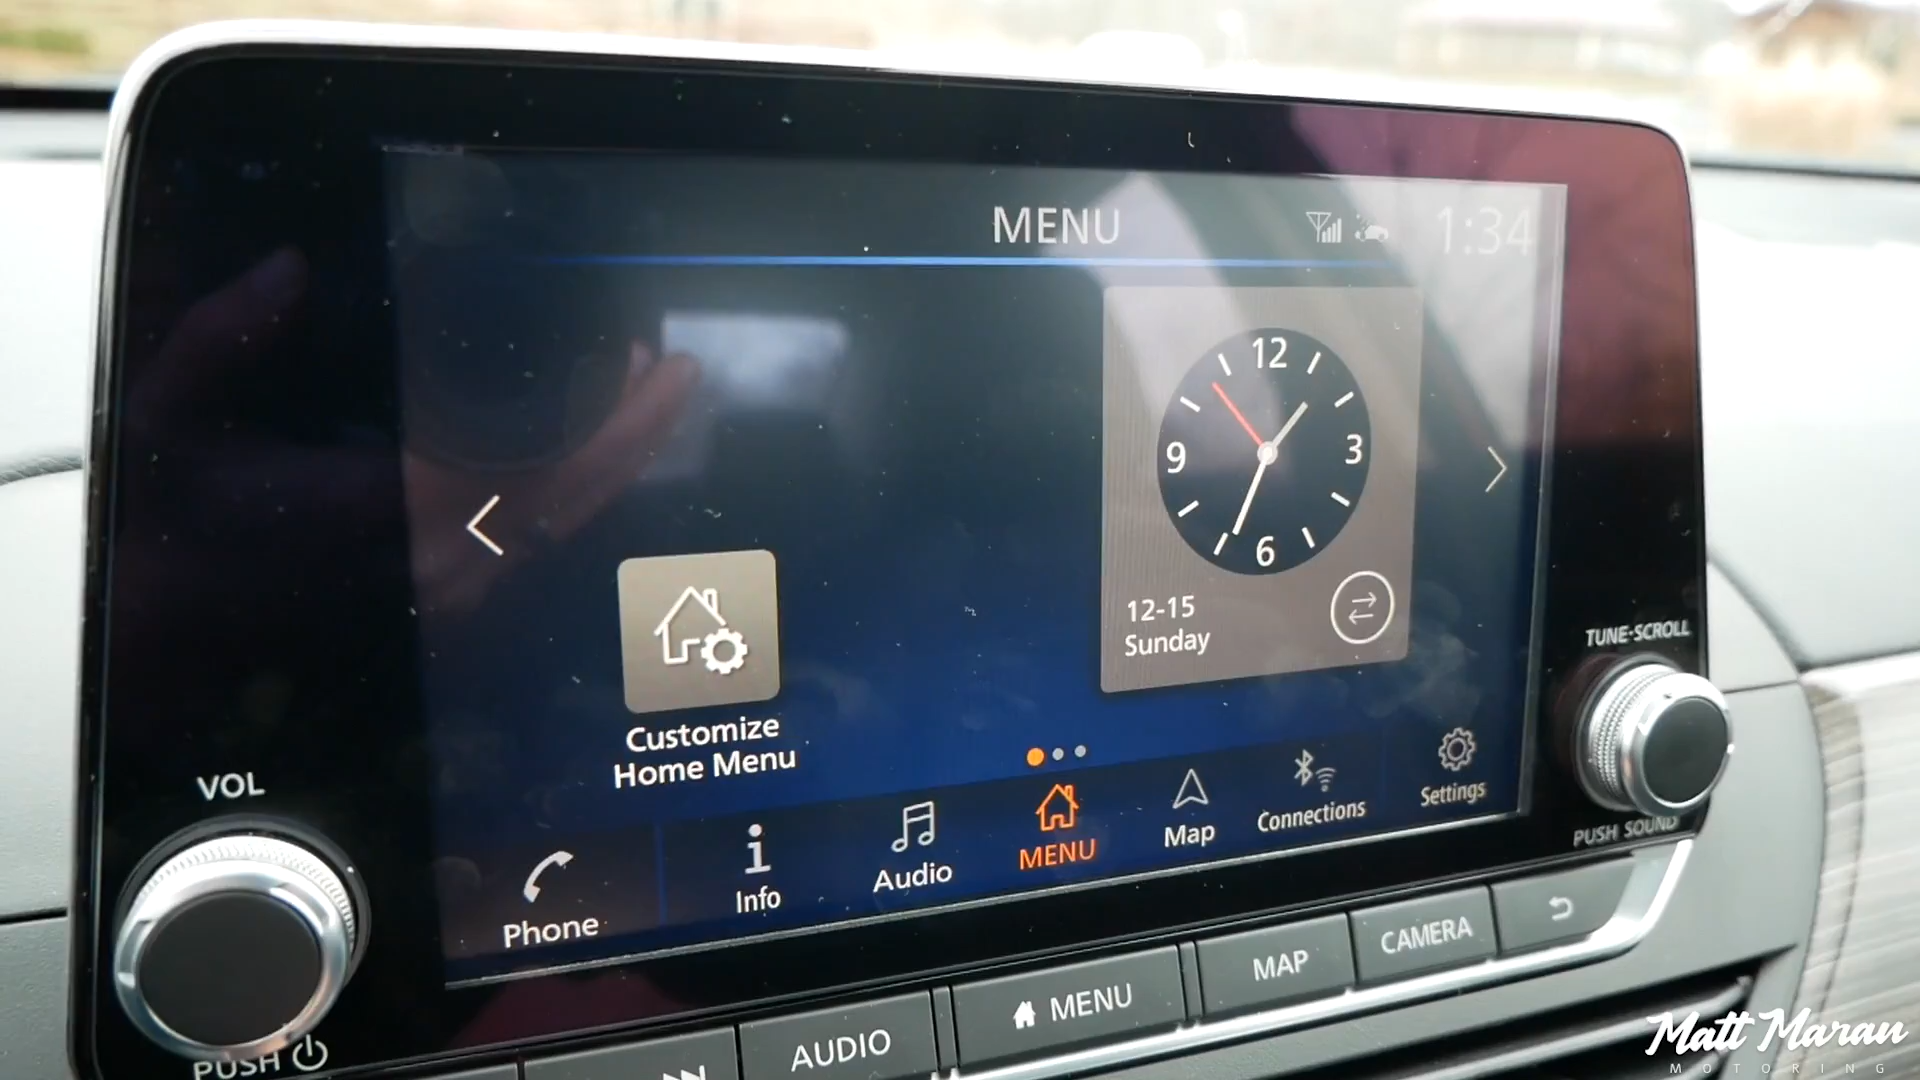 MENU
1:34
12
3
6
9
12-15
Sunday
Customize
Home Menu
Phone
Info
Audio
MENU
Map
Connections
Settings
VOL
PUSH
TUNE·SCROLL
PUSH SOUND
AUDIO
MENU
MAP
CAMERA
Matt Maran
MOTORING